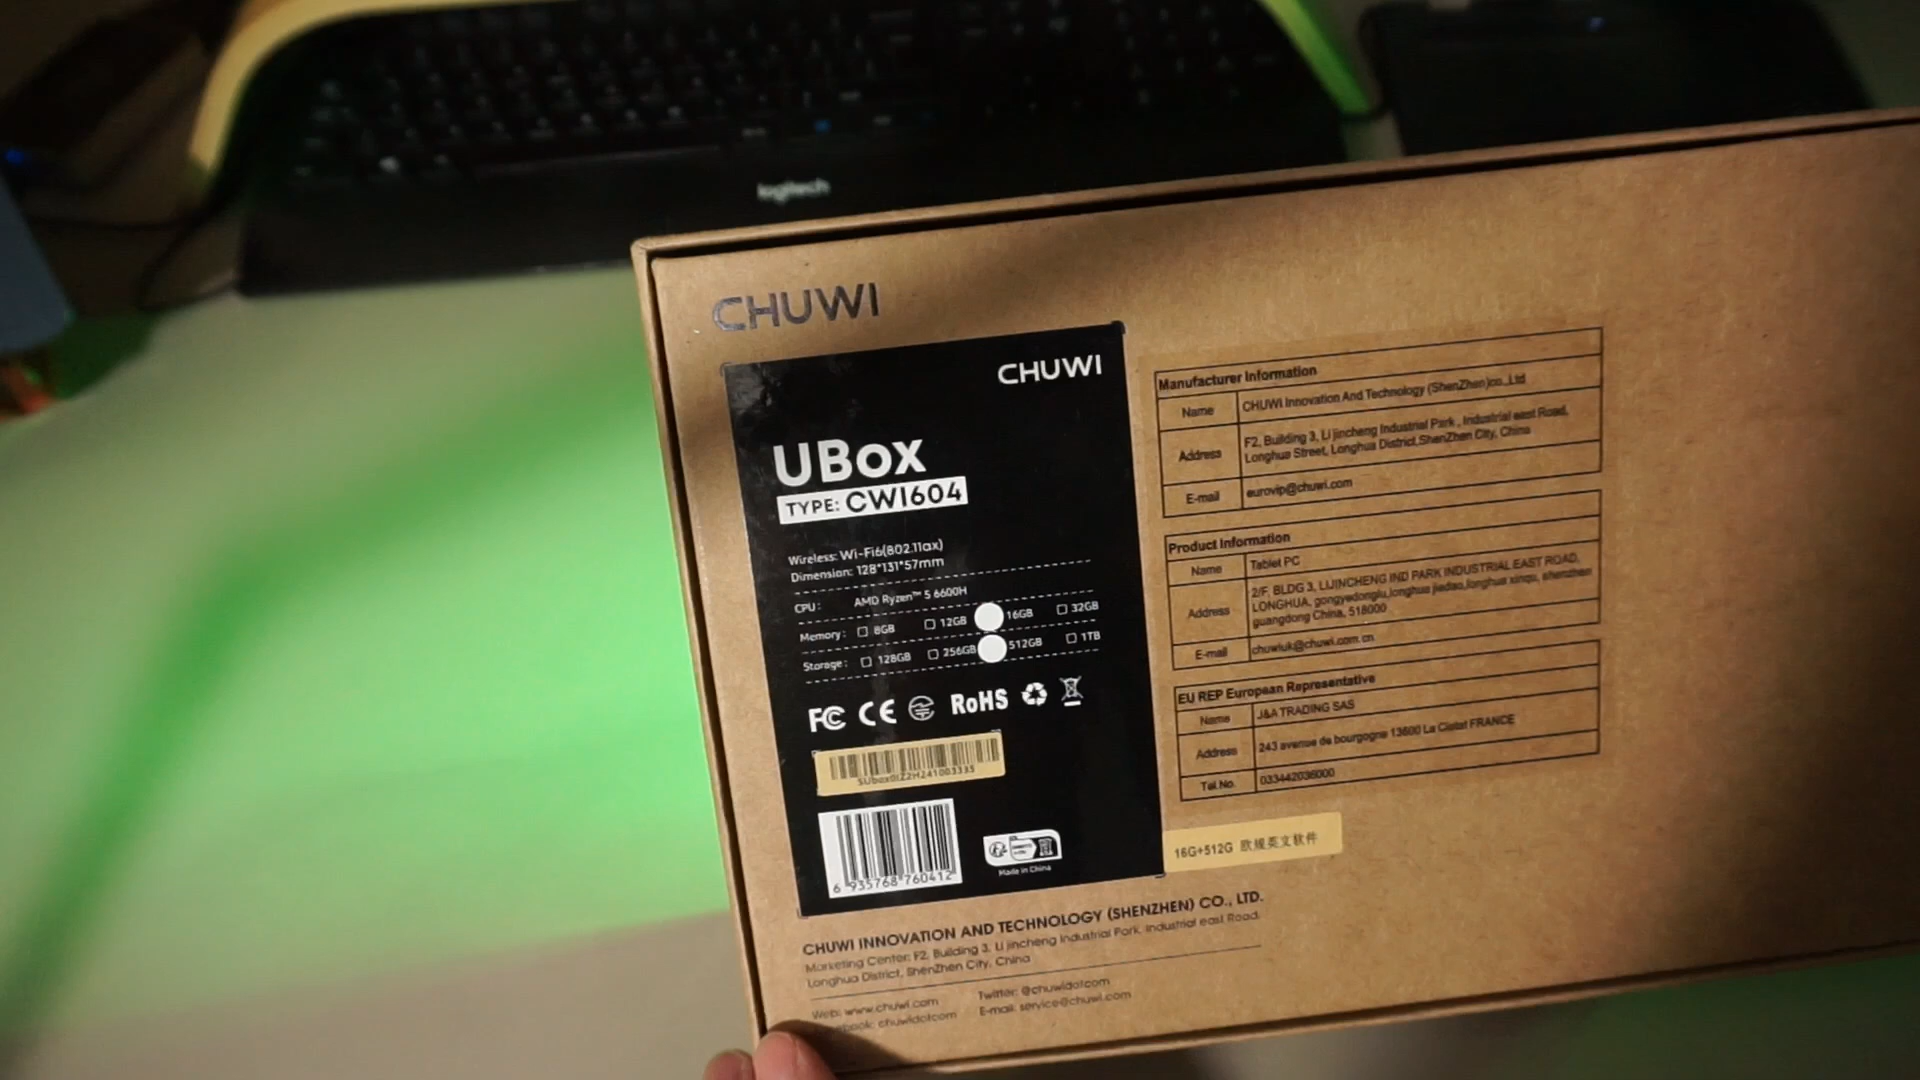 logitech
CHUWI
CHUWI
UBox
TYPE: CWI604
Wireless: Wi-Fi6(802.11ax)
Dimension: 128*131*57mm
CPU: AMD Ryzen™ 5 6600H
Memory: 8GB 12GB 16GB 32GB
Storage: 128GB 256GB 512GB 1TB
FC CE RoHS
SUbox01Z2H241003335
6 935768 760412
Made in China
Manufacturer Information
Name CHUWI Innovation And Technology (ShenZhen)co.,Ltd
Address F2, Building 3, Li jincheng Industrial Park , Industrial east Road,
Longhua Street, Longhua District,ShenZhen City, China
E-mail eurovip@chuwi.com
Product Information
Name Tablet PC
Address 2/F, BLDG 3, LIJINCHENG IND PARK INDUSTRIAL EAST ROAD,
LONGHUA, gongyedonglu,longhua jiedao,longhua xinqu, shenzhen
guangdong China, 518000
E-mail chuwiuk@chuwi.com.cn
EU REP European Representative
Name J&A TRADING SAS
Address 243 avenue de bourgogne 13600 La Ciotat FRANCE
Tel.No. 033442036000
16G+512G 欧规英文软件
CHUWI INNOVATION AND TECHNOLOGY (SHENZHEN) CO., LTD.
Marketing Center: F2, Building 3, Li jincheng Industrial Park, Industrial east Road,
Longhua District, ShenZhen City, China
Web: www.chuwi.com Twitter: @chuwidotcom
book: chuwidotcom E-mail: service@chuwi.com